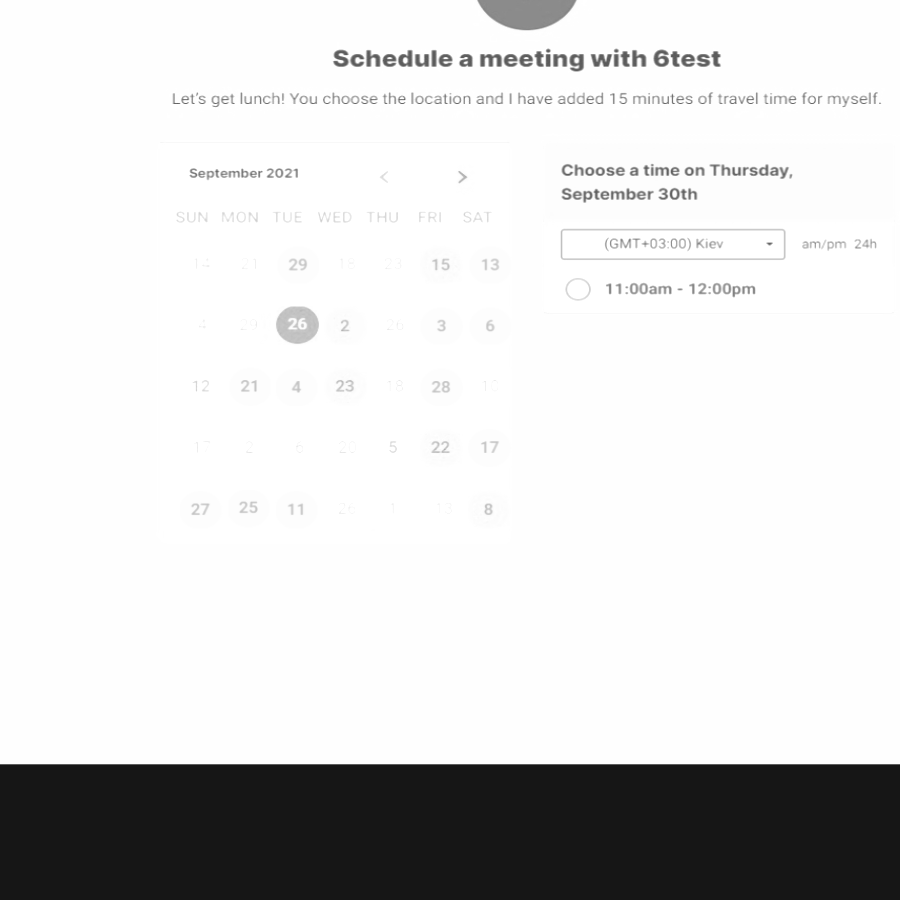 Schedule a meeting with 6test
Let's get lunch! You choose the location and I have added 15 minutes of travel time for myself.
September 2021 < >
SUN MON TUE WED THU FRI SAT
14 21 29 13 23 15 13
4 29 26 2 26 3 6
12 21 4 23 18 28
17 2 6 20 5 22 17
27 25 11 26 1 13 8
Choose a time on Thursday,
September 30th
(GMT+03:00) Kiev am/pm 24h
11:00am - 12:00pm